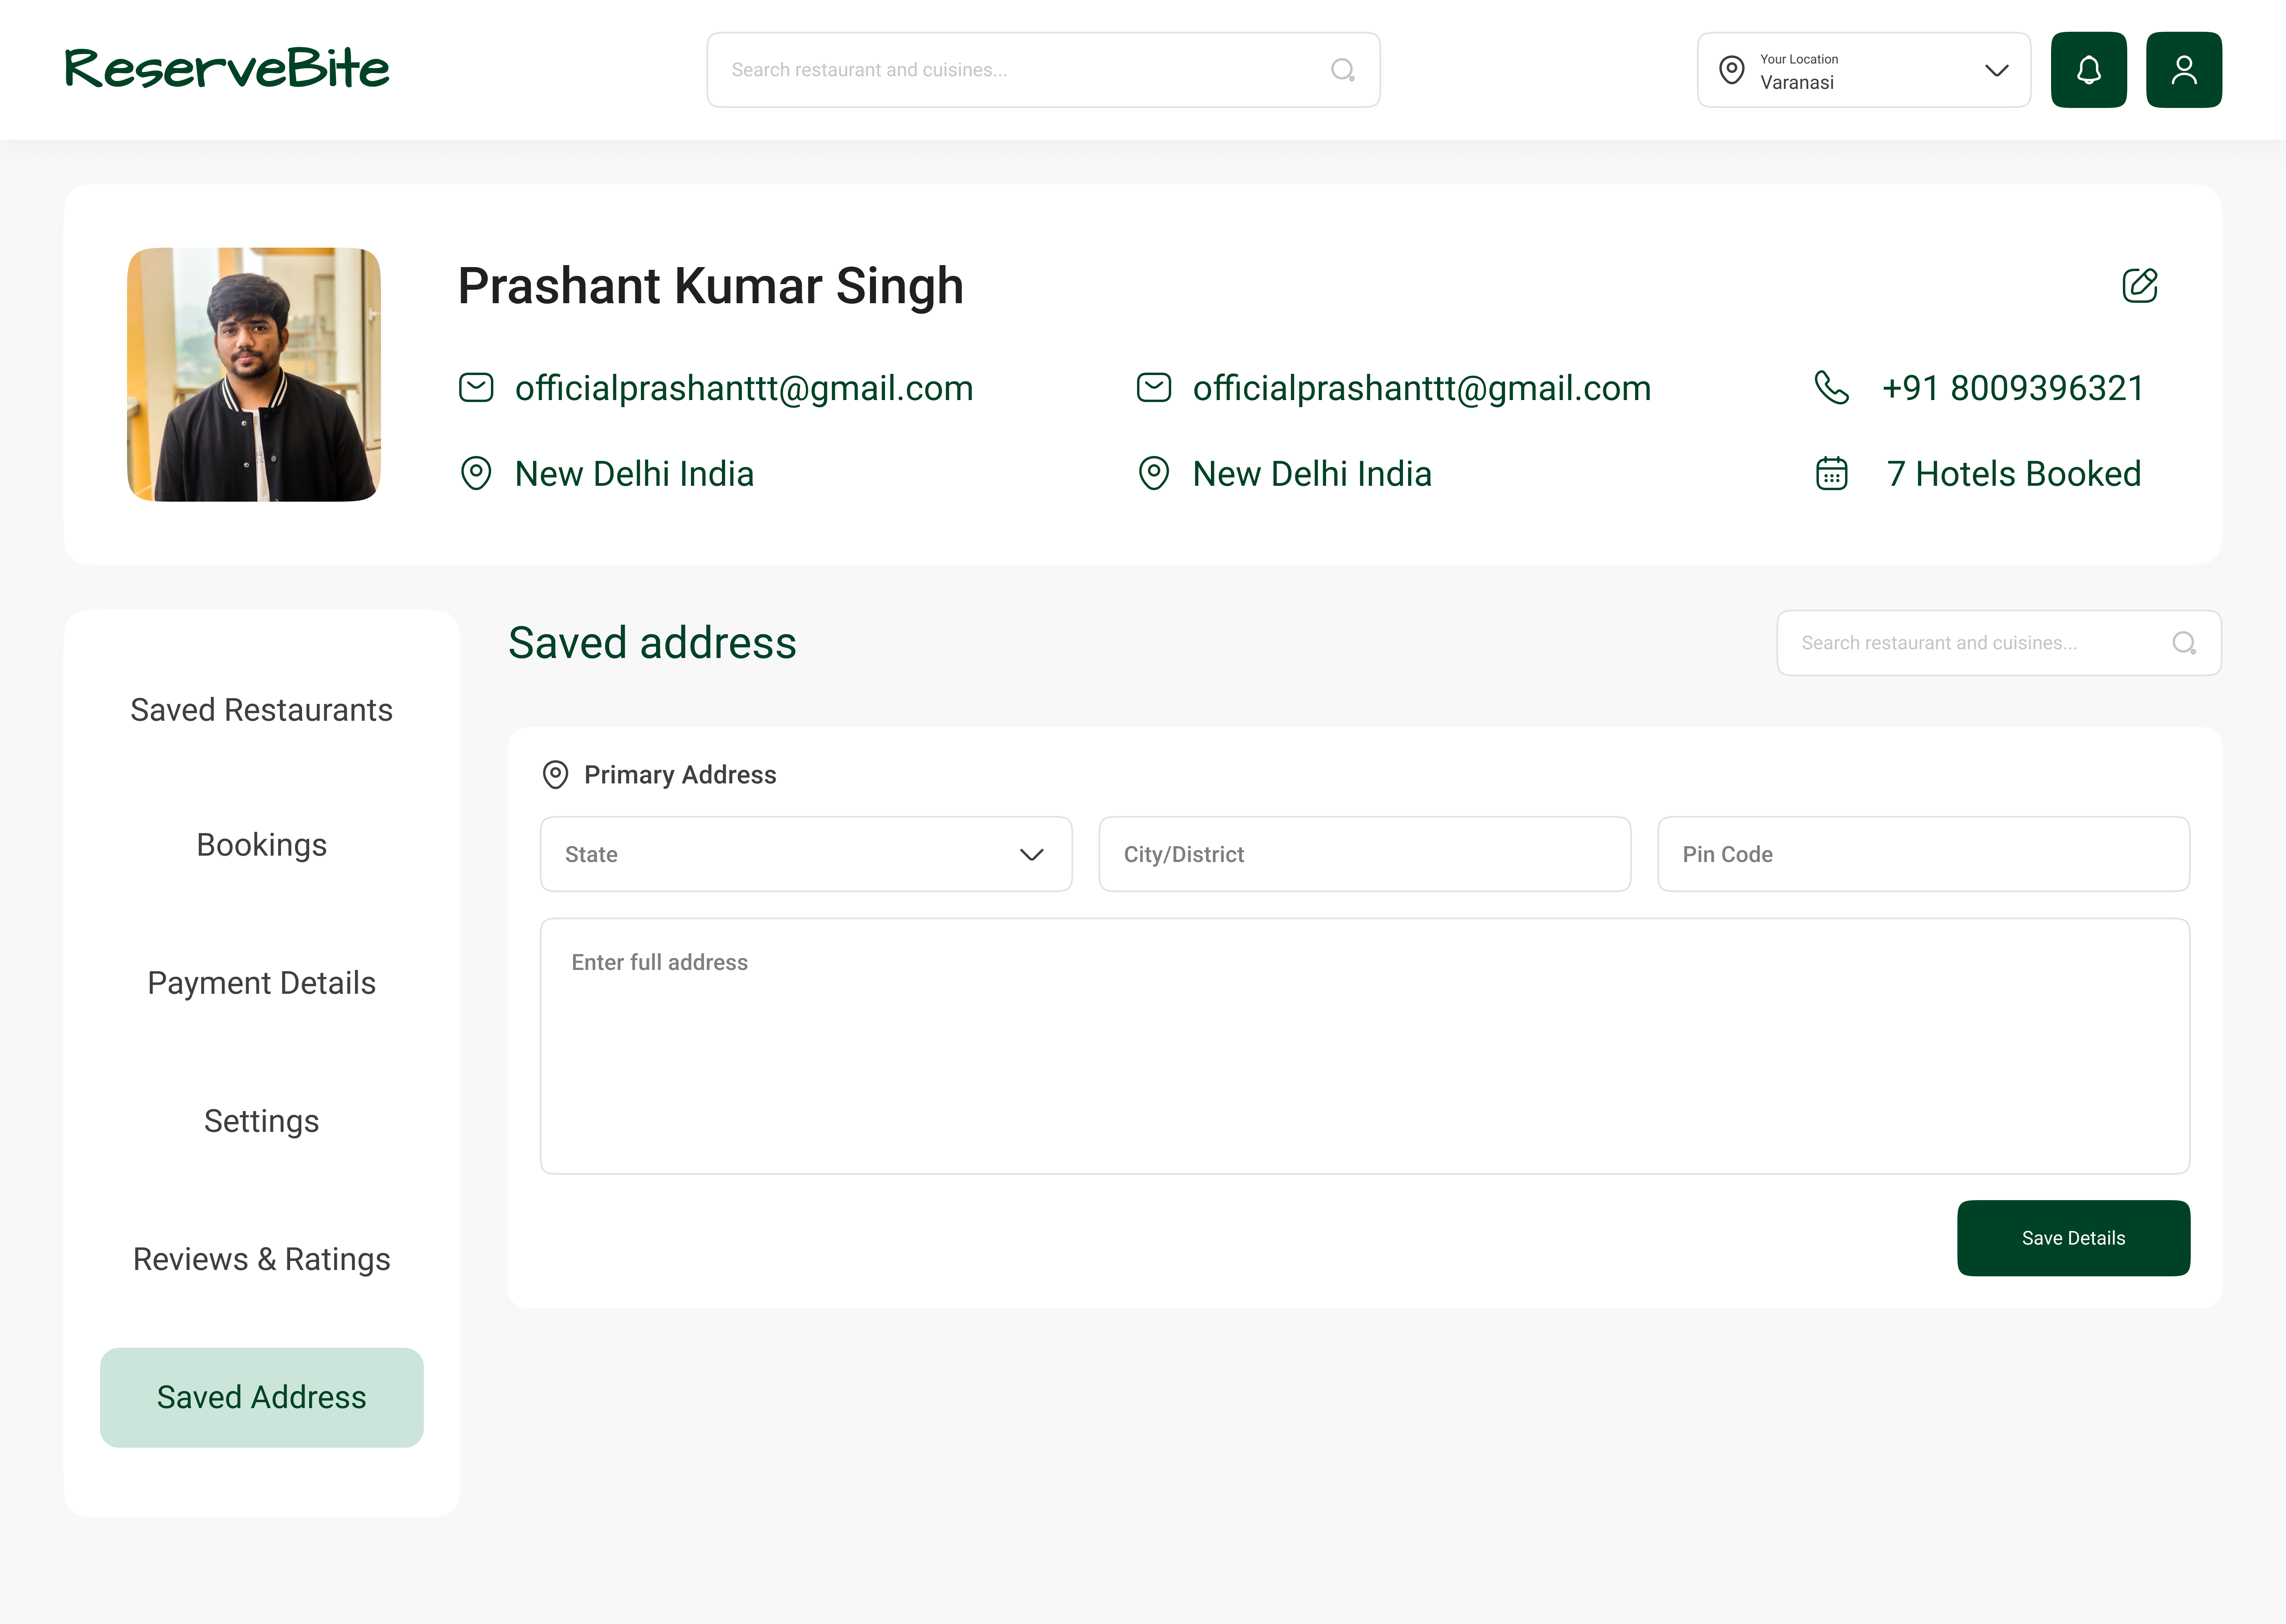 ReserveBite
Search restaurant and cuisines...
Your Location
Varanasi
Prashant Kumar Singh
officialprashanttt@gmail.com
officialprashanttt@gmail.com
+91 8009396321
New Delhi India
New Delhi India
7 Hotels Booked
Saved Restaurants
Bookings
Payment Details
Settings
Reviews & Ratings
Saved Address
Saved address
Search restaurant and cuisines...
Primary Address
State
City/District
Pin Code
Enter full address
Save Details